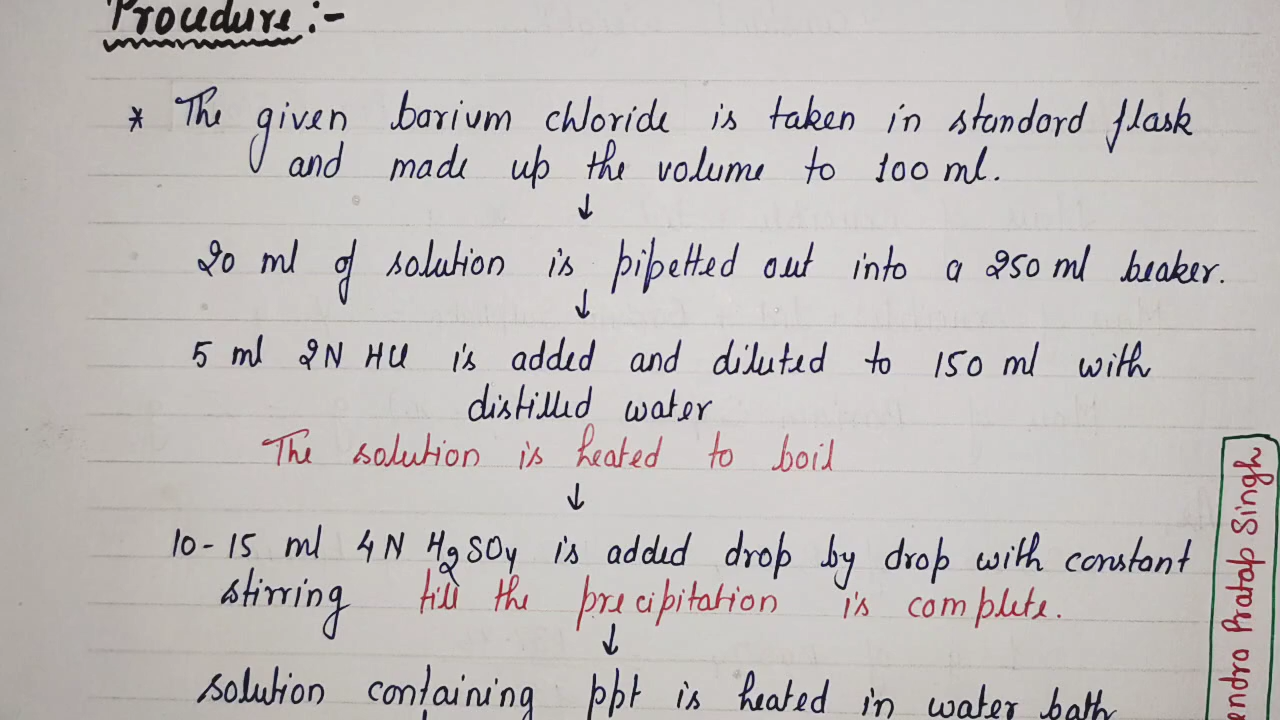 Procedure:-
* The given barium chloride is taken in standard flask
and made up the volume to 100 ml.
↓
20 ml of solution is pipetted out into a 250 ml beaker.
↓
5 ml 2N HCl is added and diluted to 150 ml with
distilled water
The solution is heated to boil
↓
10-15 ml 4N H2SO4 is added drop by drop with constant
stirring till the precipitation is complete.
↓
solution containing ppt is heated in water bath
Pratap Singh